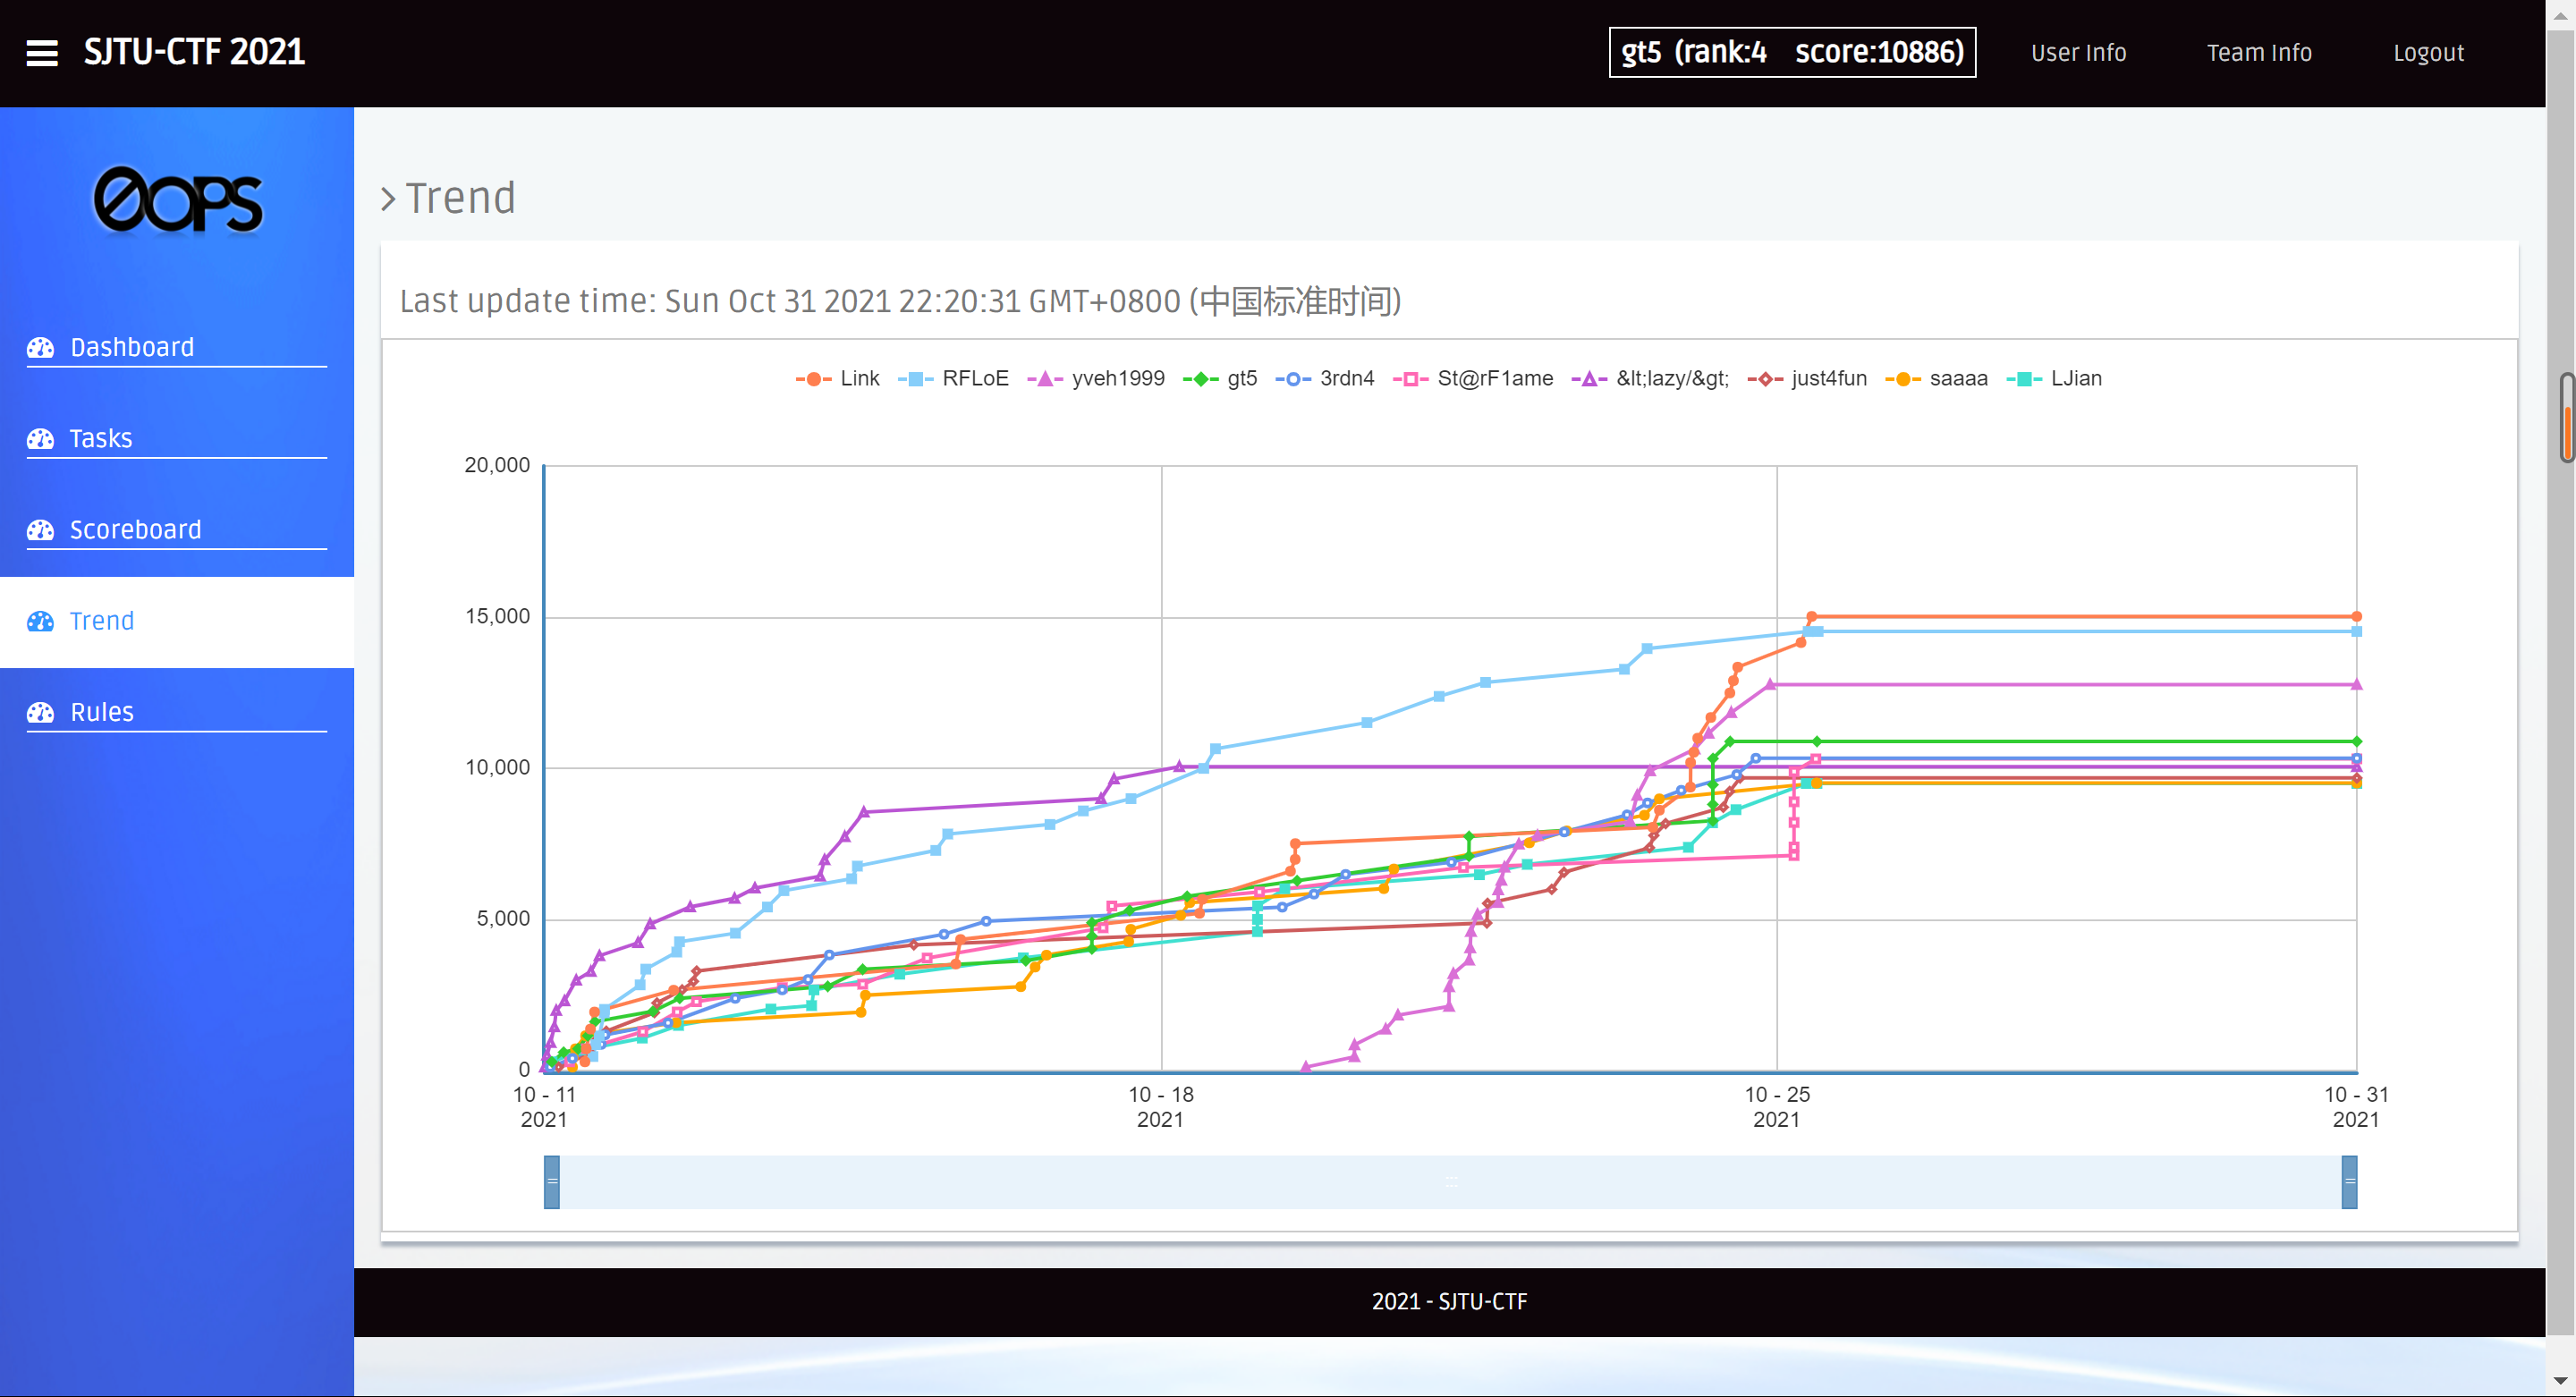 SJTU-CTF 2021
gt5 (rank:4 score:10886)
User Info
Team Info
Logout
0OPS
Dashboard
Tasks
Scoreboard
Trend
Rules
Trend
Last update time: Sun Oct 31 2021 22:20:31 GMT+0800 (中国标准时间)
Link RFLoE yveh1999 gt5 3rdn4 St@rF1ame &lt;lazy/&gt; just4fun saaaa LJian
20,000
15,000
10,000
5,000
0
10 - 11 10 - 18 10 - 25 10 - 31
2021 2021 2021 2021
2021 - SJTU-CTF